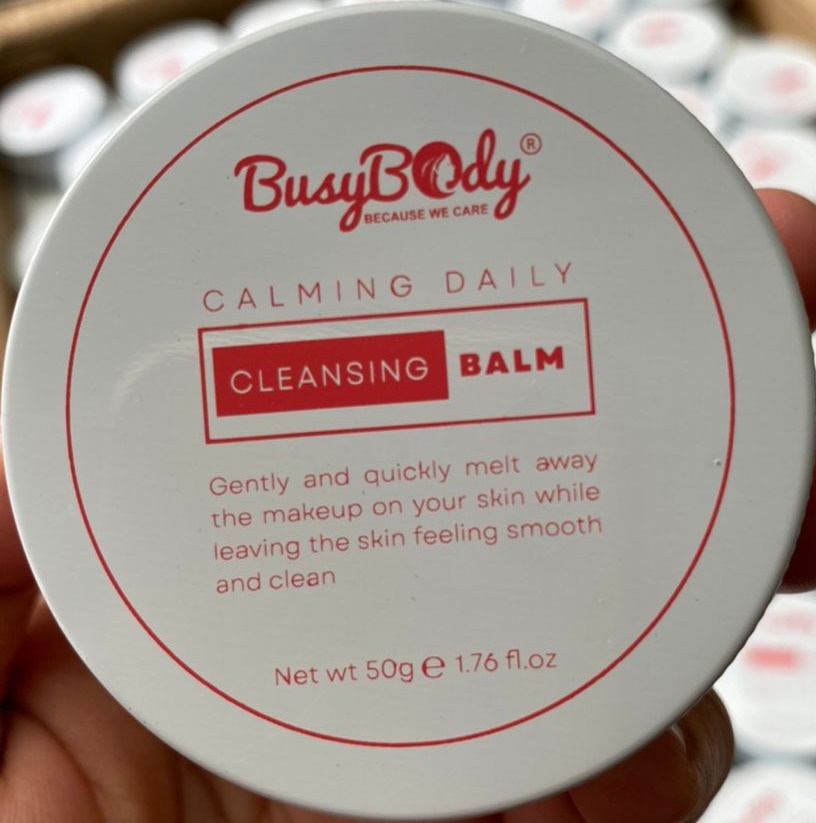 BusyBody®
BECAUSE WE CARE
CALMING DAILY
CLEANSING BALM
Gently and quickly melt away
the makeup on your skin while
leaving the skin feeling smooth
and clean
Net wt 50g ℮ 1.76 fl.oz